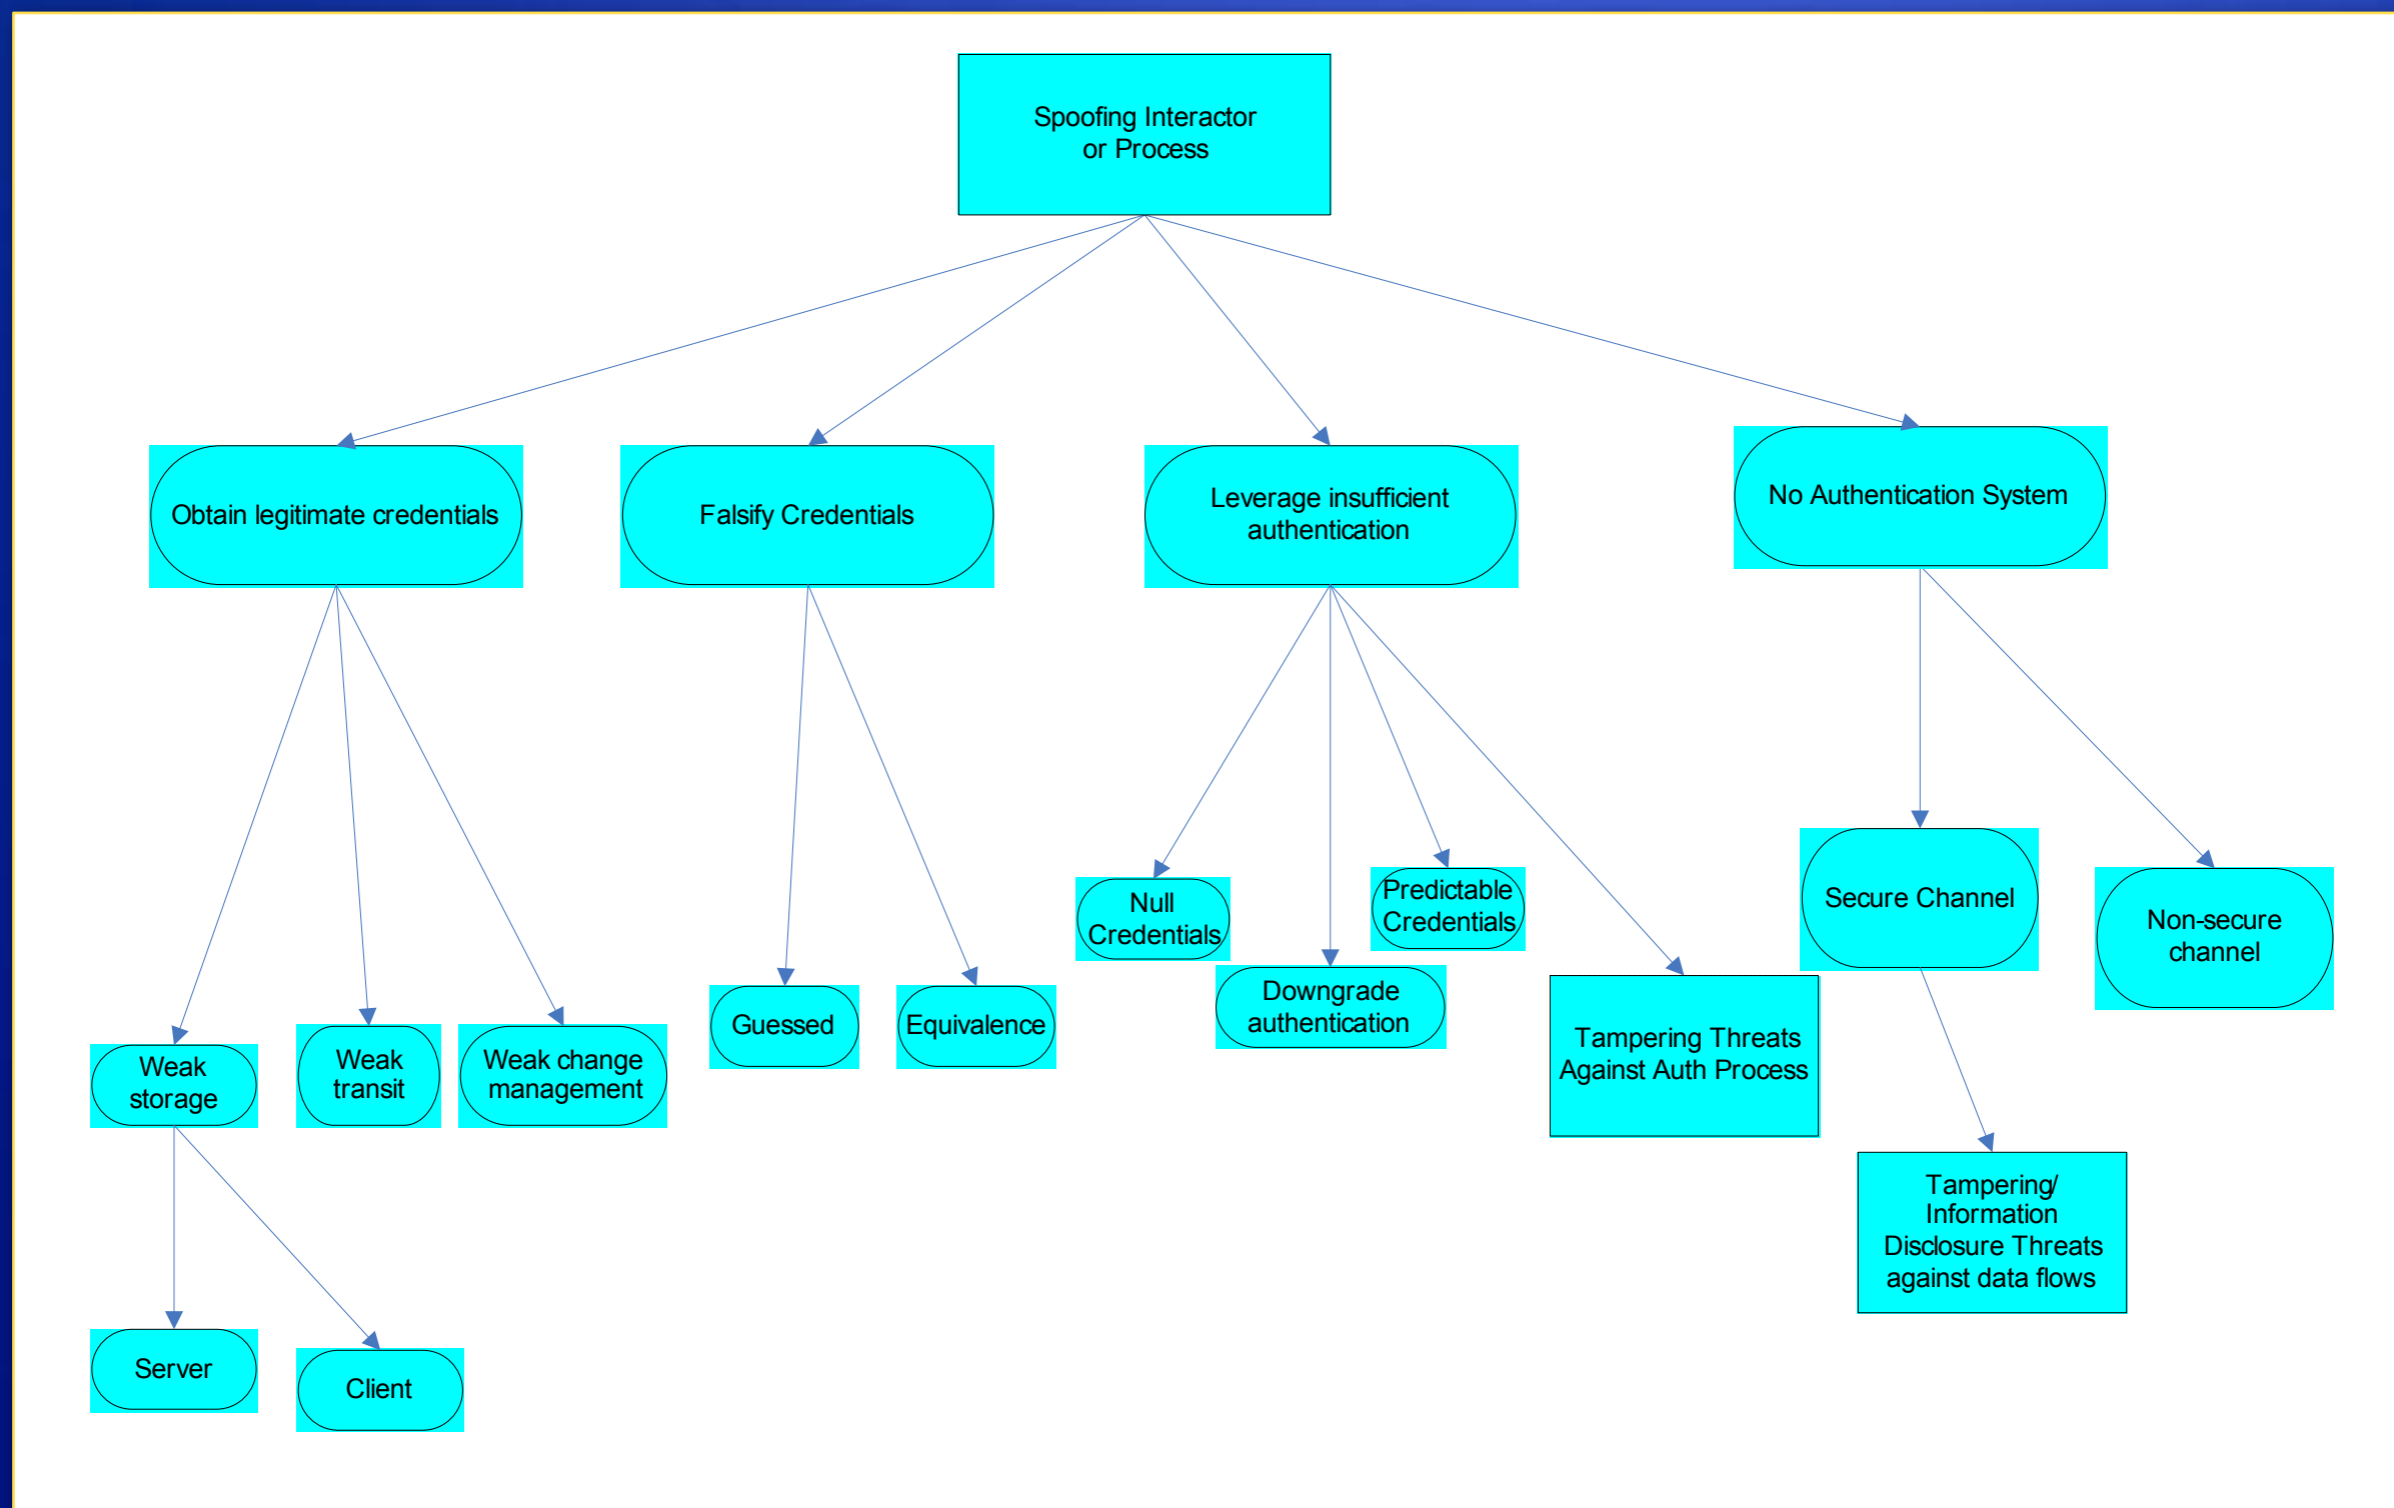 Spoofing Interactor
or Process
Obtain legitimate credentials
Falsify Credentials
Leverage insufficient
authentication
No Authentication System
Weak
storage
Weak
transit
Weak change
management
Guessed
Equivalence
Null
Credentials
Downgrade
authentication
Predictable
Credentials
Tampering Threats
Against Auth Process
Secure Channel
Non-secure
channel
Server
Client
Tampering/
Information
Disclosure Threats
against data flows